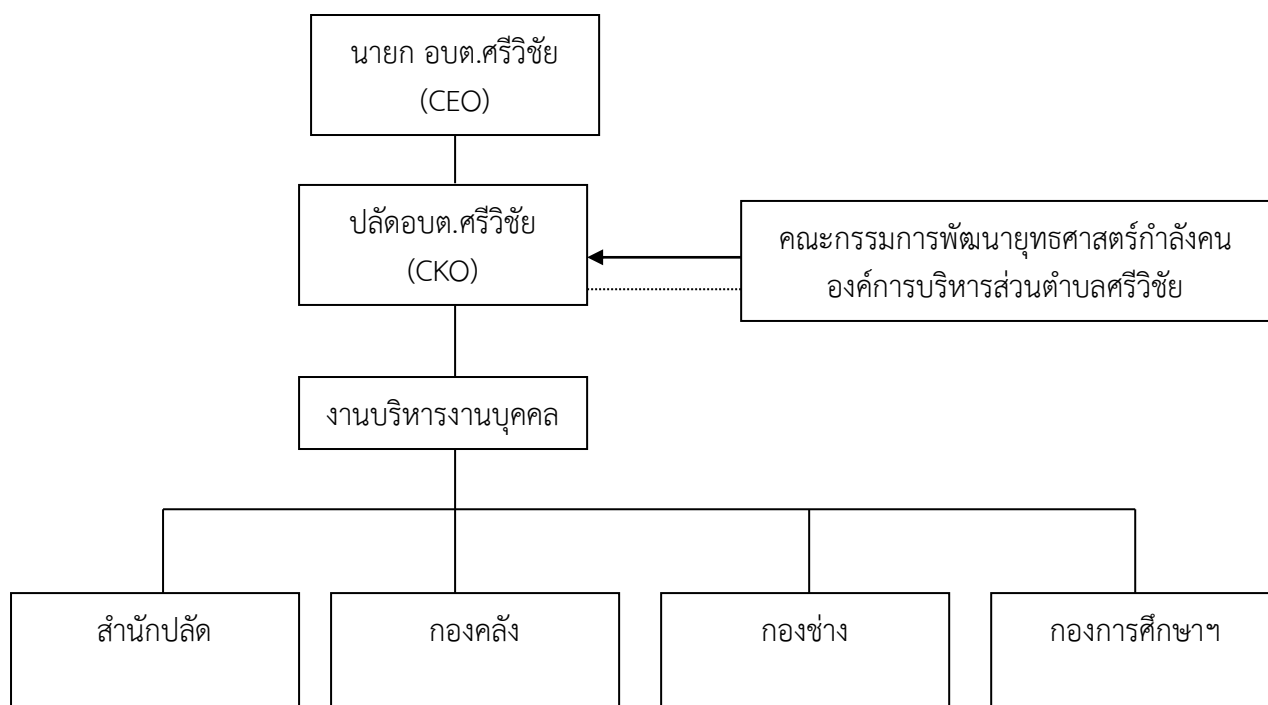 นายก อบต.ศรีวิชัย
(CEO)
ปลัดอบต.ศรีวิชัย
(CKO)
คณะกรรมการพัฒนายุทธศาสตร์กำลังคน
องค์การบริหารส่วนตำบลศรีวิชัย
งานบริหารงานบุคคล
สำนักปลัด
กองคลัง
กองช่าง
กองการศึกษาฯ